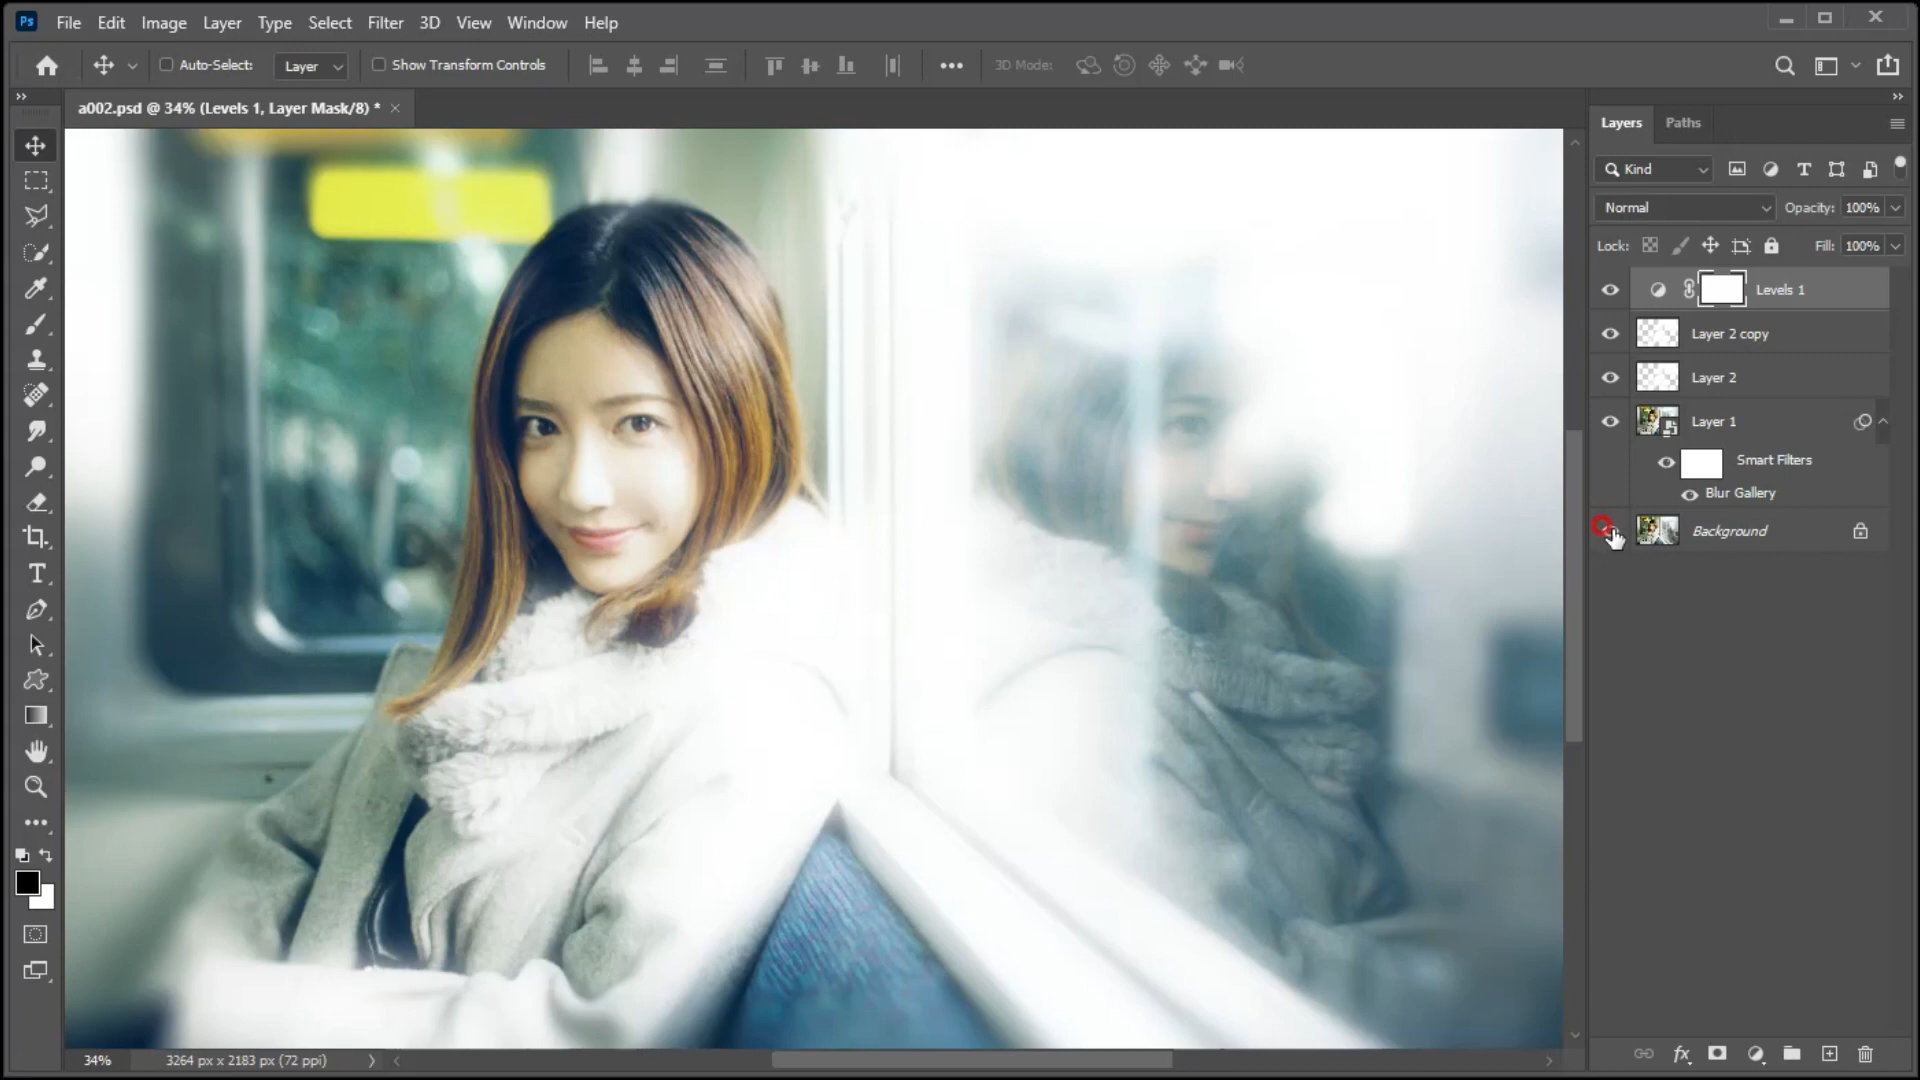 Ps File Edit Image Layer Type Select Filter 3D View Window Help
Auto-Select: Layer Show Transform Controls 3D Mode:
a002.psd @ 34% (Levels 1, Layer Mask/8) *
Layers Paths
Kind
Normal Opacity: 100%
Lock: Fill: 100%
Levels 1
Layer 2 copy
Layer 2
Layer 1
Smart Filters
Blur Gallery
Background
34% 3264 px x 2183 px (72 ppi)